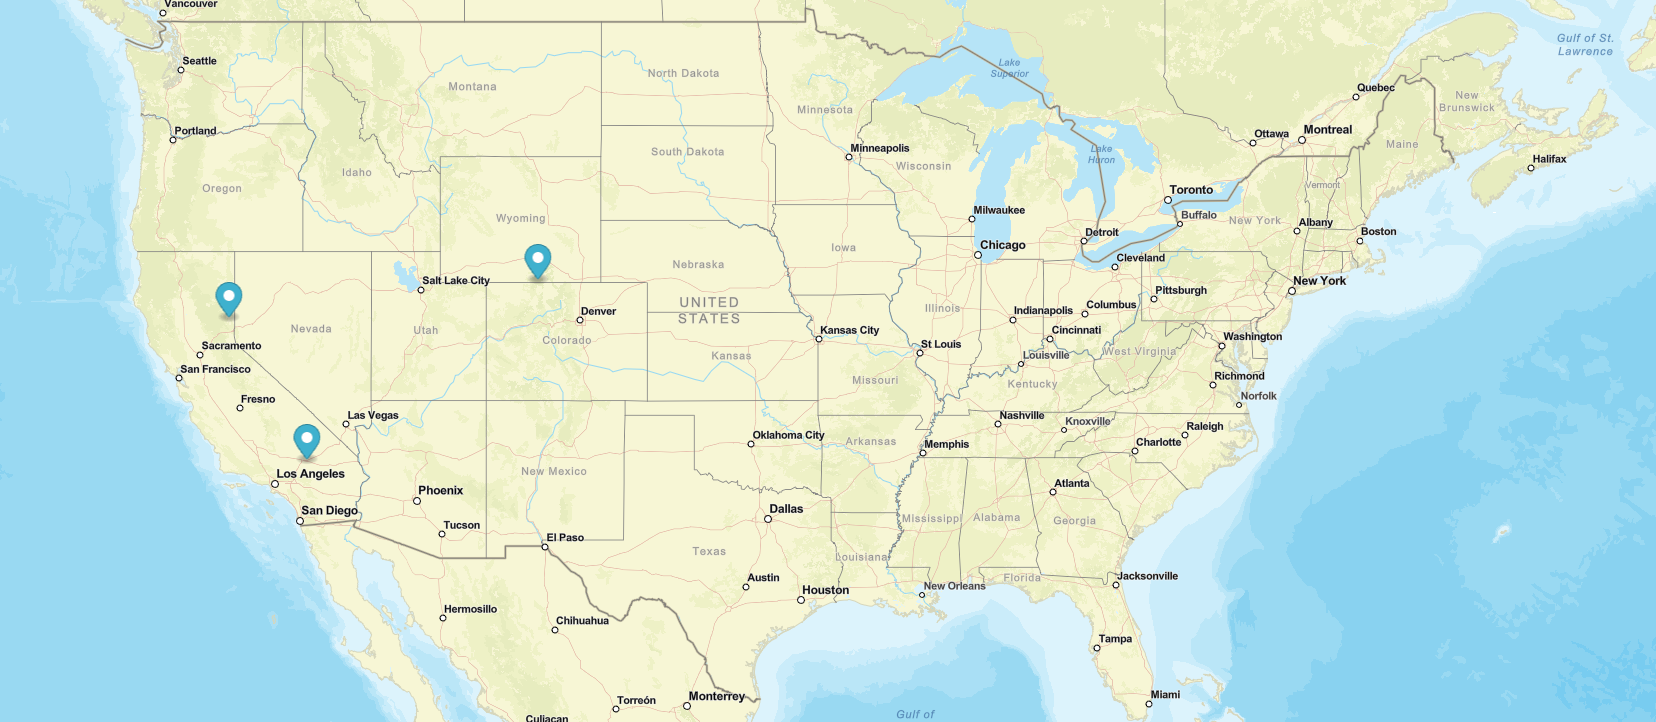 Vancouver
Gulf of St.
Lawrence
Seattle
Lake
Superior
North Dakota
Montana
Quebec
New
Brunswick
Minnesota
Portland
Ottawa
Montreal
Maine
Minneapolis
South Dakota
Lake
Huron
Halifax
Wisconsin
Idaho
Oregon
Vermont
Toronto
Milwaukee
Buffalo
Wyoming
New York
Albany
Detroit
Boston
Chicago
Iowa
Cleveland
Nebraska
Salt Lake City
New York
Pittsburgh
UNITED
STATES
Illinois
Columbus
Indianapolis
Denver
Nevada
Utah
Kansas City
Cincinnati
Washington
Colorado
Sacramento
St Louis
West Virginia
Kansas
Louisville
San Francisco
Richmond
Missouri
Kentucky
Fresno
Norfolk
Las Vegas
Nashville
Knoxville
Raleigh
Oklahoma City
Arkansas
Memphis
Charlotte
Los Angeles
New Mexico
Atlanta
Phoenix
San Diego
Dallas
Mississippi
Alabama
Georgia
Tucson
El Paso
Texas
Louisiana
Austin
Florida
Jacksonville
Houston
New Orleans
Hermosillo
Chihuahua
Tampa
Monterrey
Torreón
Miami
Culiacan
Gulf of